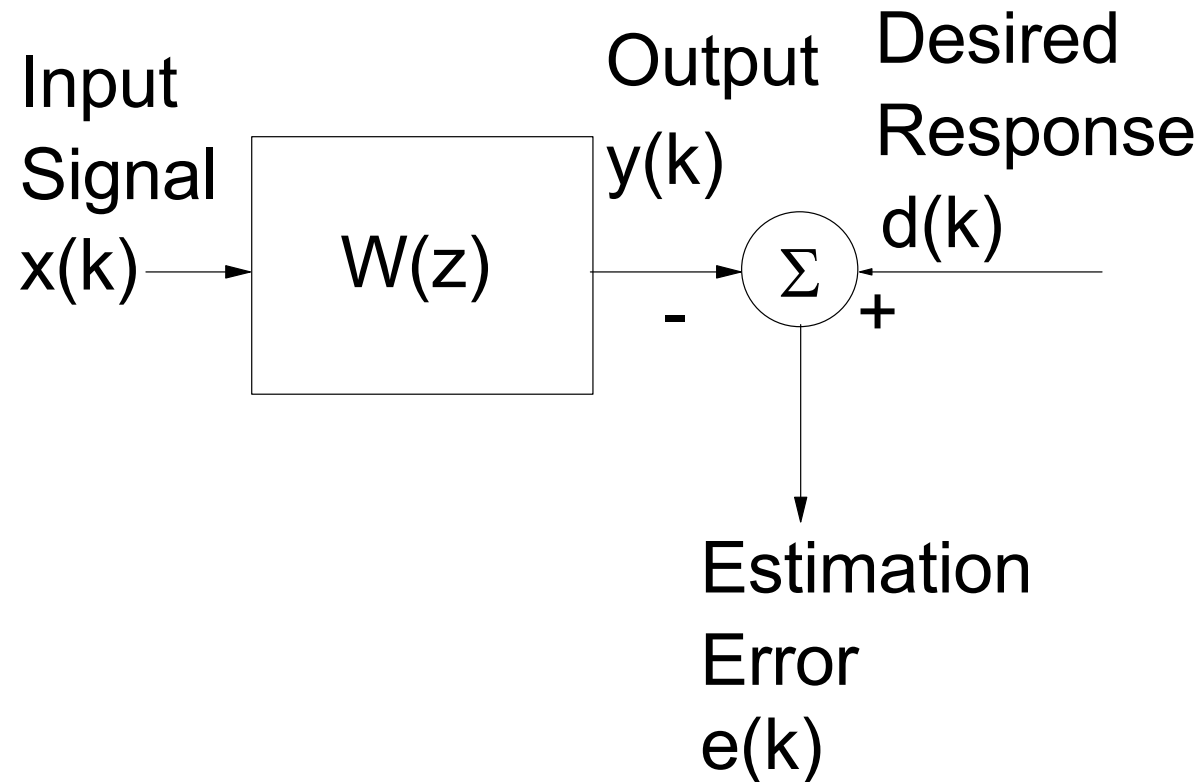 Input
Signal
x(k)
W(z)
Output
y(k)
-
Σ
Desired
Response
d(k)
+
Estimation
Error
e(k)